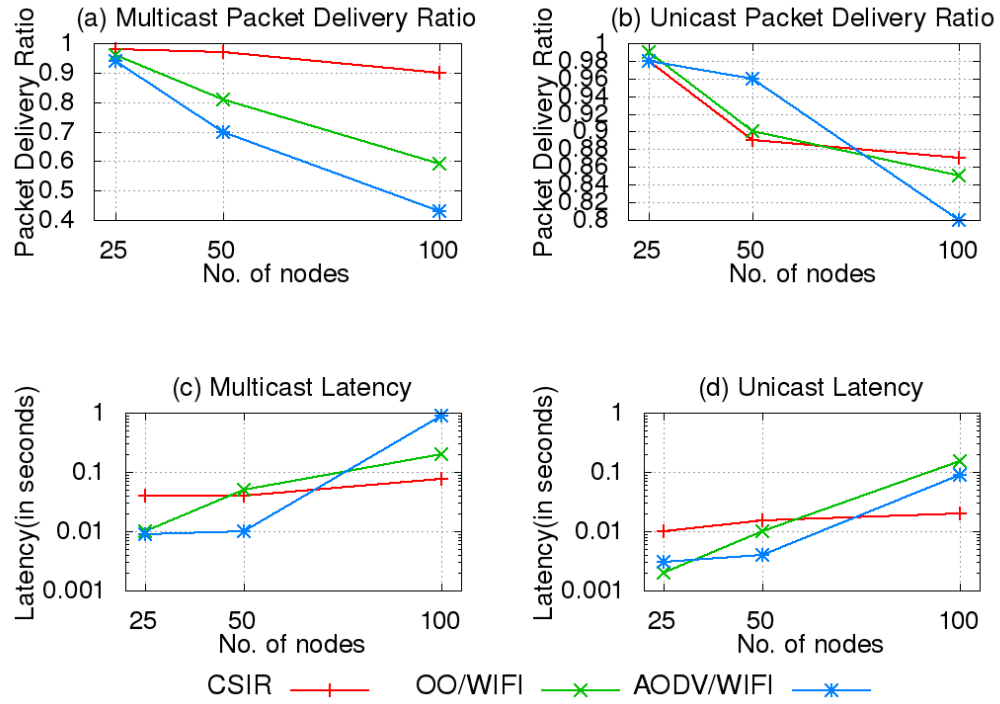 (a) Multicast Packet Delivery Ratio
Packet Delivery Ratio
1
0.9
0.8
0.7
0.6
0.5
0.4
25 50 100
No. of nodes
(b) Unicast Packet Delivery Ratio
Packet Delivery Ratio
1
0.98
0.96
0.94
0.92
0.9
0.88
0.86
0.84
0.82
0.8
25 50 100
No. of nodes
(c) Multicast Latency
Latency(in seconds)
1
0.1
0.01
0.001
25 50 100
No. of nodes
(d) Unicast Latency
Latency(in seconds)
1
0.1
0.01
0.001
25 50 100
No. of nodes
CSIR OO/WIFI AODV/WIFI